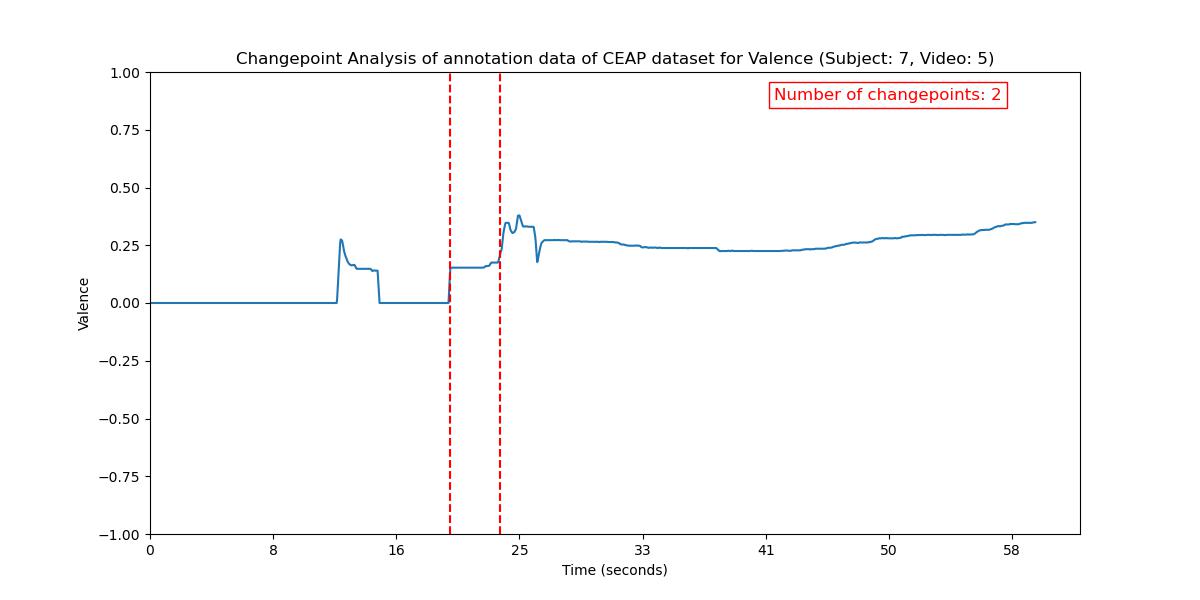 Changepoint Analysis of annotation data of CEAP dataset for Valence (Subject: 7, Video: 5)
Number of changepoints: 2
1.00
0.75
0.50
0.25
0.00
−0.25
−0.50
−0.75
−1.00
Valence
0 8 16 25 33 41 50 58
Time (seconds)